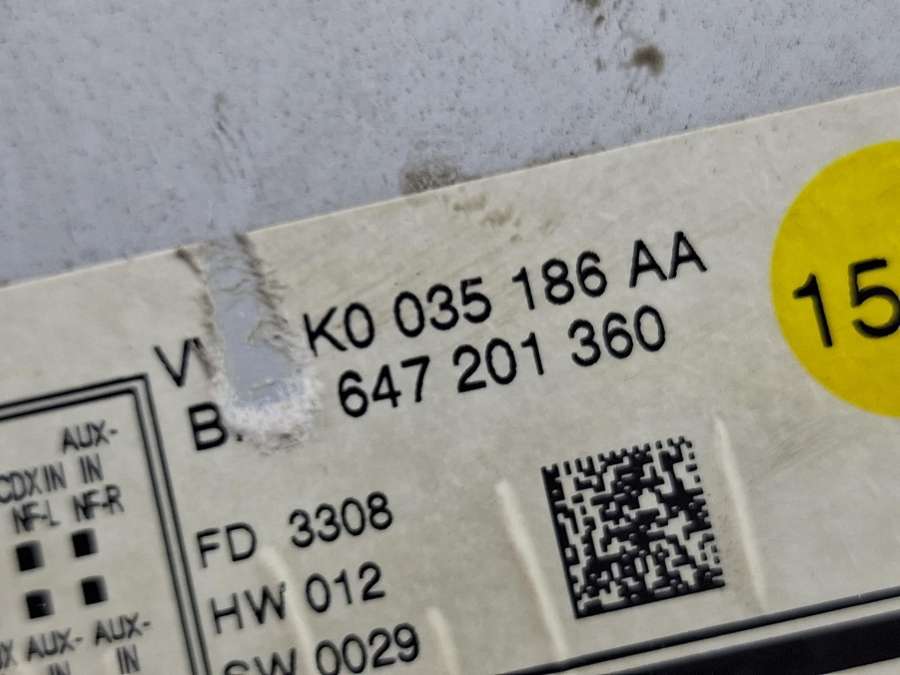 K0 035 186 AA
647 201 360
15
FD 3308
HW 012
SW 0029
AUX-
CDX IN IN
NF-L NF-R
AUX- AUX-
IN IN